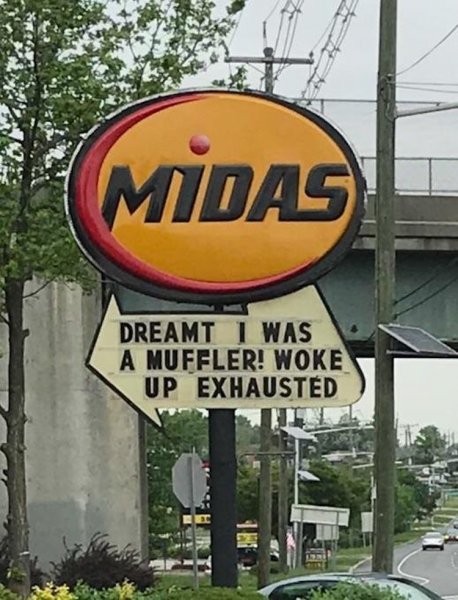 MIDAS
DREAMT I WAS
A MUFFLER! WOKE
UP EXHAUSTED